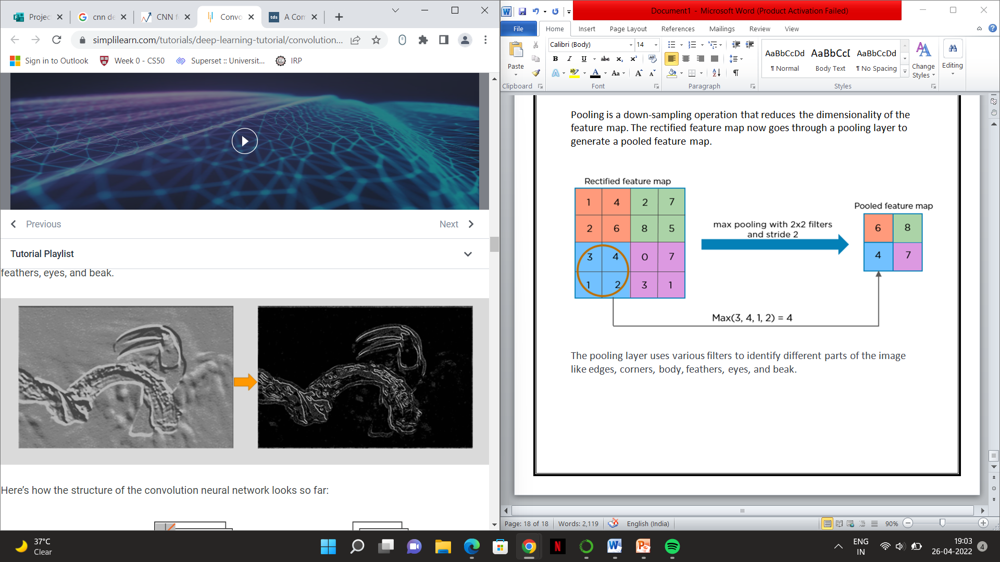 Projec
cn de
CNN f
Convo
tds
A Con
simplilearn.com/tutorials/deep-learning-tutorial/convolution...
Sign in to Outlook
Week 0 - CS50
Superset :: Universit...
IRP
Previous
Next
Tutorial Playlist
feathers, eyes, and beak.
Here's how the structure of the convolution neural network looks so far:
Document1 - Microsoft Word (Product Activation Failed)
File
Home
Insert
Page Layout
References
Mailings
Review
View
Paste
Calibri (Body)
14
B I U abc x₂ x²
Aa
AaBbCcDd
AaBbCcI
AaBbCcDd
¶ Normal
Body Text
¶ No Spacing
Change
Styles
Editing
Clipboard
Font
Paragraph
Styles
Pooling is a down-sampling operation that reduces the dimensionality of the
feature map. The rectified feature map now goes through a pooling layer to
generate a pooled feature map.
Rectified feature map
1 4 2 7
2 6 8 5
3 4 0 7
1 2 3 1
max pooling with 2x2 filters
and stride 2
Pooled feature map
6 8
4 7
Max(3, 4, 1, 2) = 4
The pooling layer uses various filters to identify different parts of the image
like edges, corners, body, feathers, eyes, and beak.
Page: 18 of 18
Words: 2,119
English (India)
90%
37°C
Clear
ENG
IN
19:03
26-04-2022
4